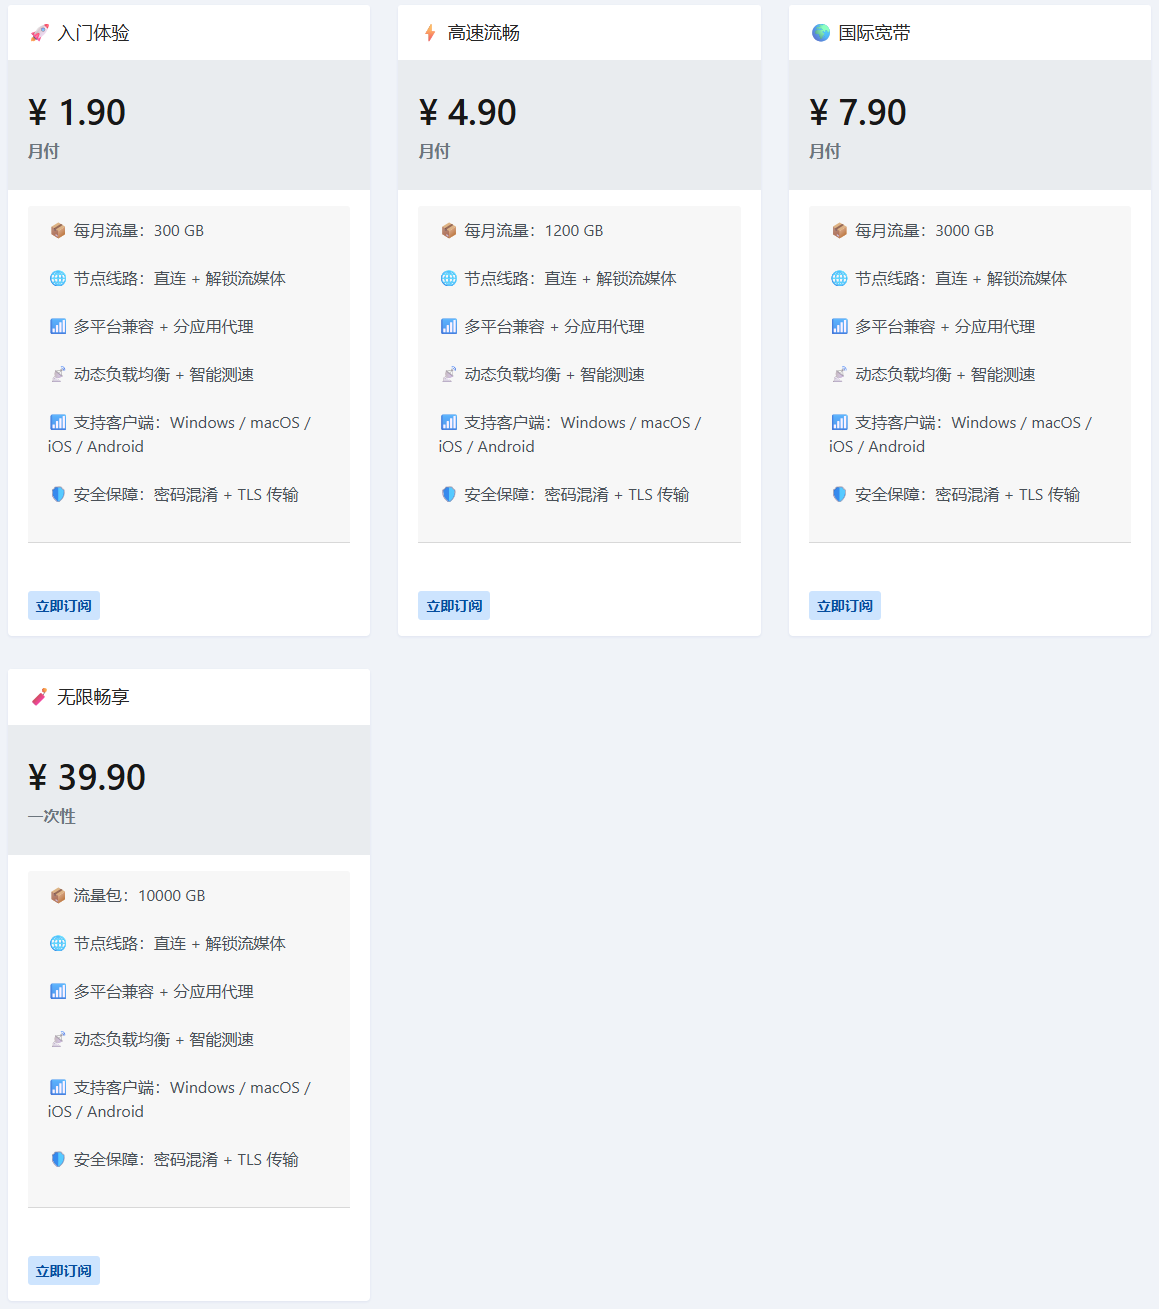 🚀 入门体验
¥ 1.90
月付
📦 每月流量：300 GB
🌐 节点线路：直连 + 解锁流媒体
📊 多平台兼容 + 分应用代理
📡 动态负载均衡 + 智能测速
📊 支持客户端：Windows / macOS /
iOS / Android
🛡️ 安全保障：密码混淆 + TLS 传输
立即订阅
⚡ 高速流畅
¥ 4.90
月付
📦 每月流量：1200 GB
🌐 节点线路：直连 + 解锁流媒体
📊 多平台兼容 + 分应用代理
📡 动态负载均衡 + 智能测速
📊 支持客户端：Windows / macOS /
iOS / Android
🛡️ 安全保障：密码混淆 + TLS 传输
立即订阅
🌍 国际宽带
¥ 7.90
月付
📦 每月流量：3000 GB
🌐 节点线路：直连 + 解锁流媒体
📊 多平台兼容 + 分应用代理
📡 动态负载均衡 + 智能测速
📊 支持客户端：Windows / macOS /
iOS / Android
🛡️ 安全保障：密码混淆 + TLS 传输
立即订阅
🧨 无限畅享
¥ 39.90
一次性
📦 流量包：10000 GB
🌐 节点线路：直连 + 解锁流媒体
📊 多平台兼容 + 分应用代理
📡 动态负载均衡 + 智能测速
📊 支持客户端：Windows / macOS /
iOS / Android
🛡️ 安全保障：密码混淆 + TLS 传输
立即订阅